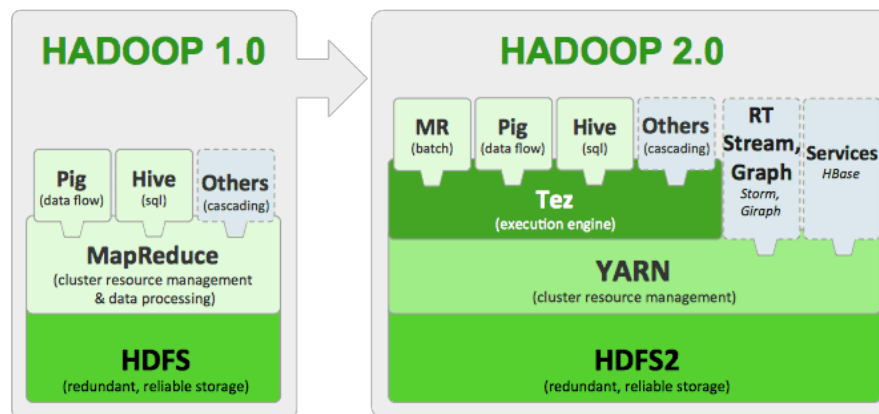 HADOOP 1.0
Pig
(data flow)
Hive
(sql)
Others
(cascading)
MapReduce
(cluster resource management
& data processing)
HDFS
(redundant, reliable storage)
HADOOP 2.0
MR
(batch)
Pig
(data flow)
Hive
(sql)
Others
(cascading)
RT
Stream,
Graph
Storm,
Giraph
Services
HBase
Tez
(execution engine)
YARN
(cluster resource management)
HDFS2
(redundant, reliable storage)